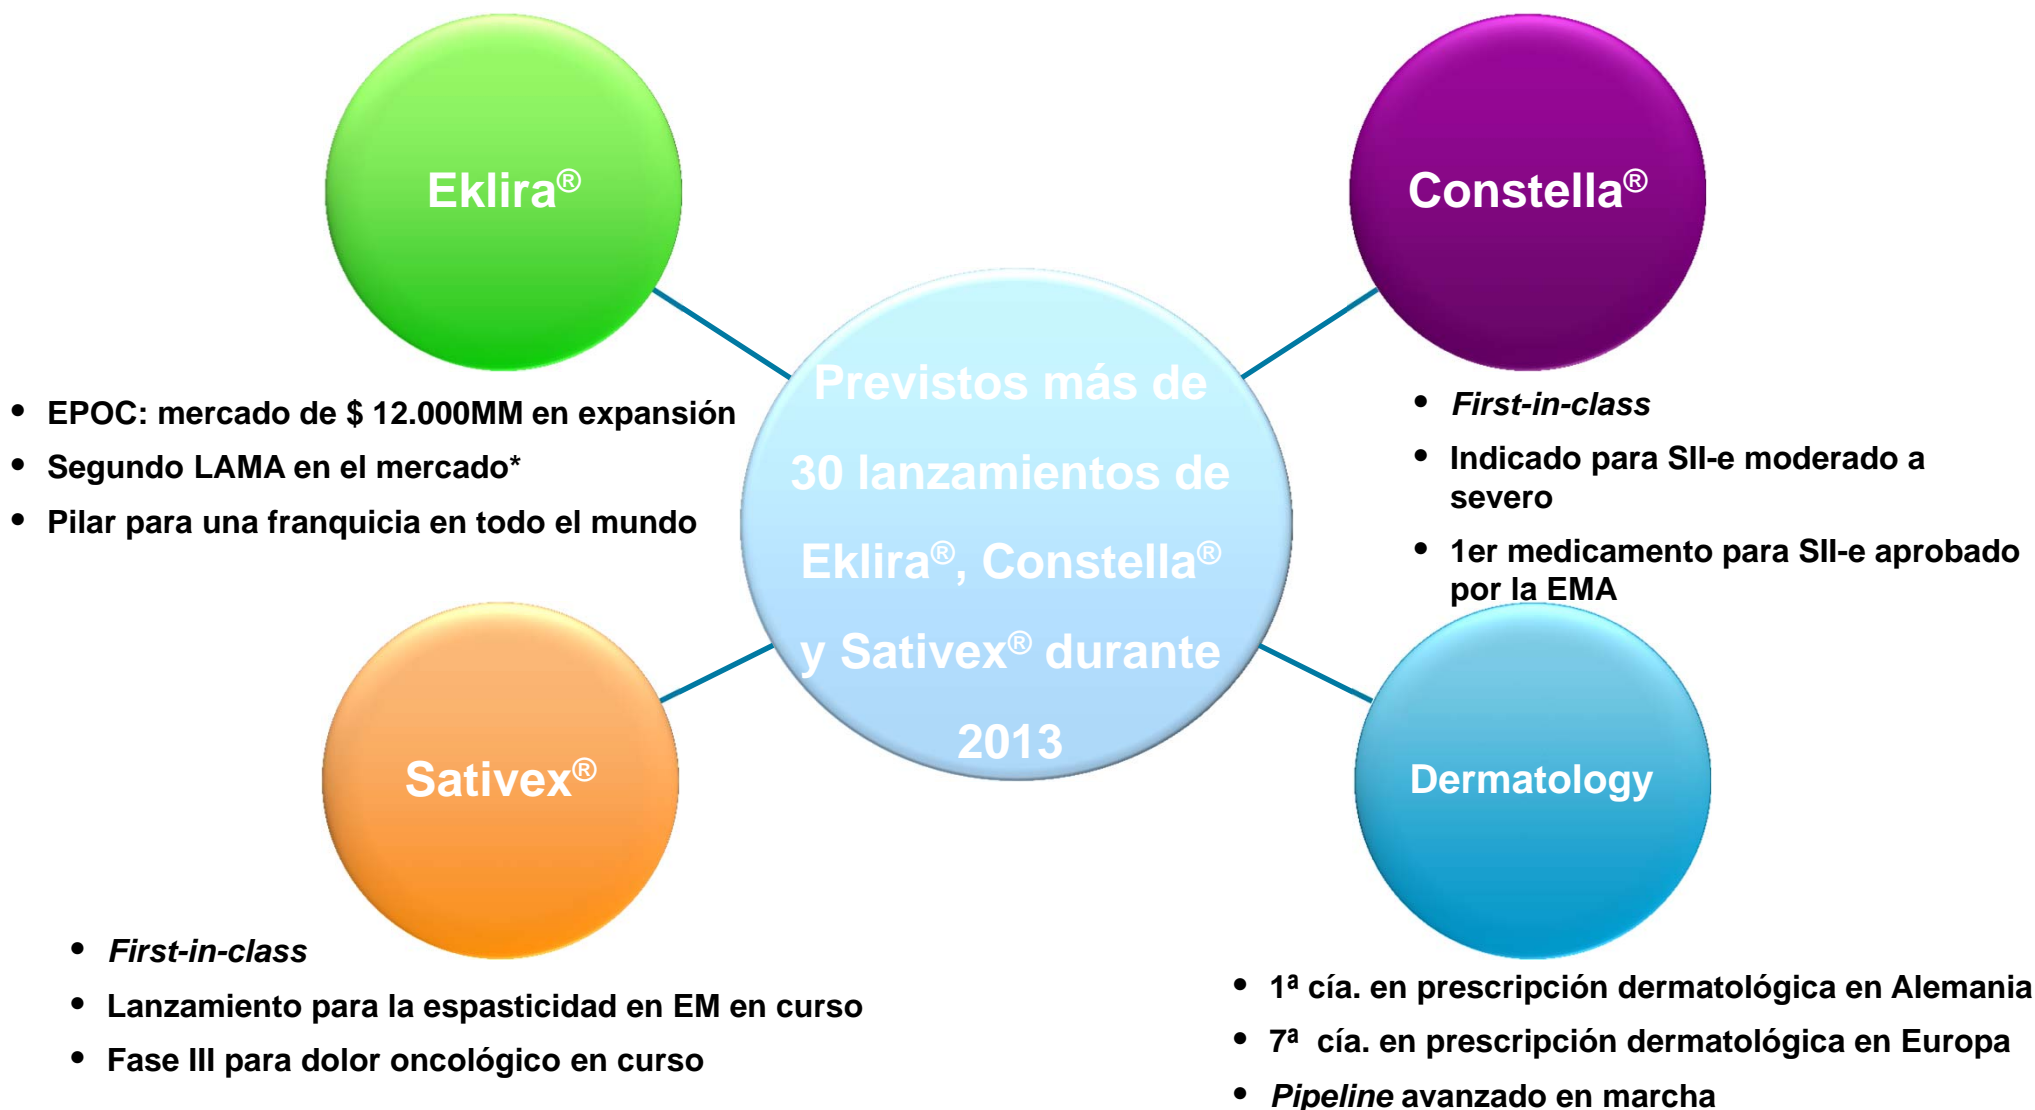 Eklira®
• EPOC: mercado de $ 12.000MM en expansión
• Segundo LAMA en el mercado*
• Pilar para una franquicia en todo el mundo
Constella®
• First-in-class
• Indicado para SII-e moderado a
severo
• 1er medicamento para SII-e aprobado
por la EMA
Previstos más de
30 lanzamientos de
Eklira®, Constella®
y Sativex® durante
2013
Sativex®
• First-in-class
• Lanzamiento para la espasticidad en EM en curso
• Fase III para dolor oncológico en curso
Dermatology
• 1ª cía. en prescripción dermatológica en Alemania
• 7ª cía. en prescripción dermatológica en Europa
• Pipeline avanzado en marcha